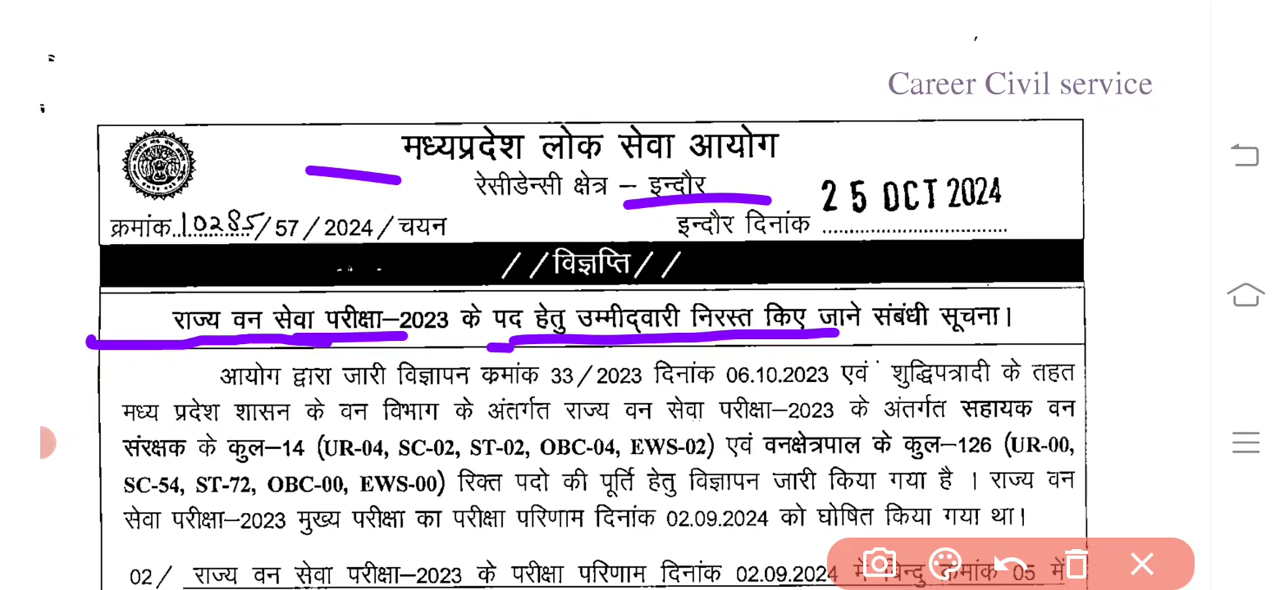 Career Civil service
मध्यप्रदेश लोक सेवा आयोग
रेसीडेन्सी क्षेत्र – इन्दौर
25 OCT 2024
क्रमांक..10285/57/2024/चयन
इन्दौर दिनांक
//विज्ञप्ति//
राज्य वन सेवा परीक्षा–2023 के पद हेतु उम्मीद्वारी निरस्त किए जाने संबंधी सूचना।
आयोग द्वारा जारी विज्ञापन कमांक 33/2023 दिनांक 06.10.2023 एवं शुद्धिपत्रादी के तहत
मध्य प्रदेश शासन के वन विभाग के अंतर्गत राज्य वन सेवा परीक्षा–2023 के अंतर्गत सहायक वन
संरक्षक के कुल–14 (UR-04, SC-02, ST-02, OBC-04, EWS-02) एवं वनक्षेत्रपाल के कुल–126 (UR-00,
SC-54, ST-72, OBC-00, EWS-00) रिक्त पदो की पूर्ति हेतु विज्ञापन जारी किया गया है । राज्य वन
सेवा परीक्षा–2023 मुख्य परीक्षा का परीक्षा परिणाम दिनांक 02.09.2024 को घोषित किया गया था।
02/ राज्य वन सेवा परीक्षा–2023 के परीक्षा परिणाम दिनांक 02.09.2024 में बिन्दु कमांक 05 में